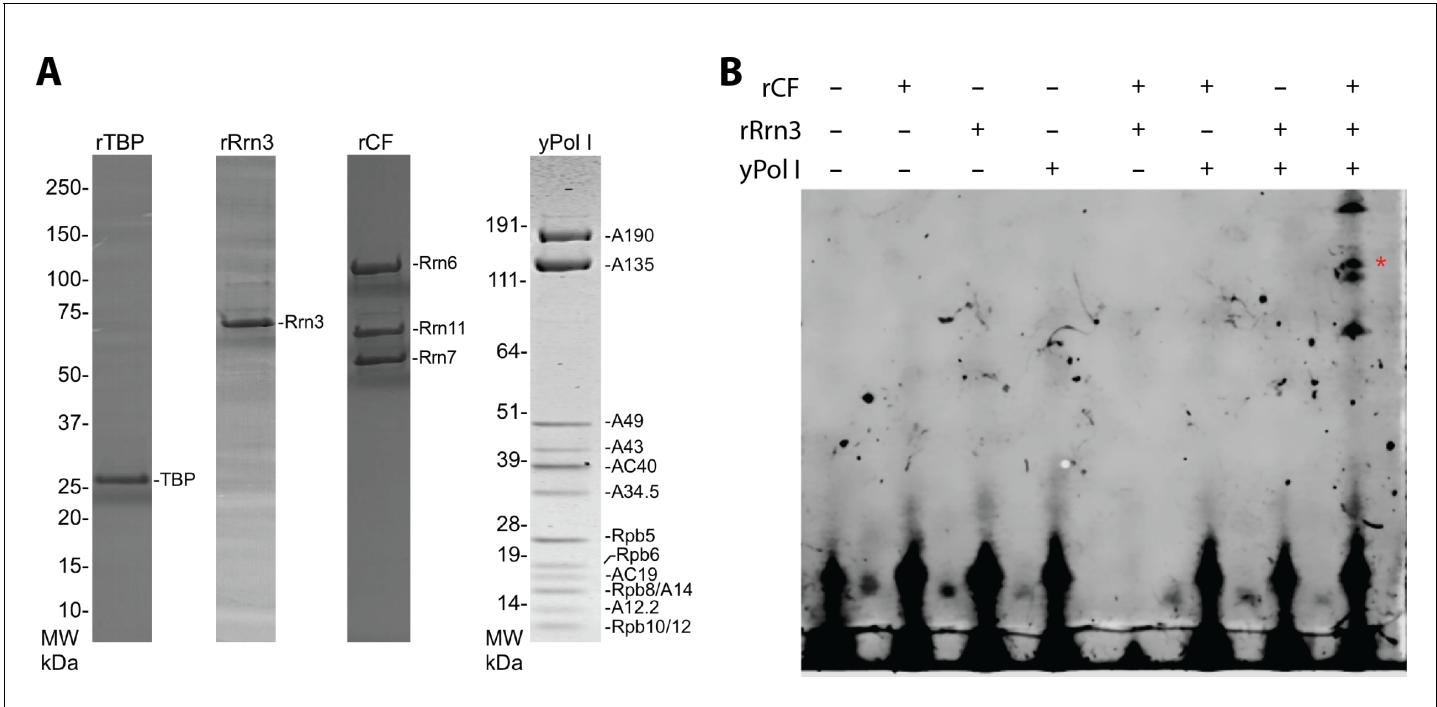 A
rTBP
250-
150-
100-
75-
50-
37-
25-
20-
15-
10-
MW
kDa
-TBP
rRrn3
-Rrn3
rCF
-Rrn6
-Rrn11
-Rrn7
yPol I
191-
111-
64-
51-
39-
28-
19-
14-
MW
kDa
-A190
-A135
-A49
-A43
-AC40
-A34.5
-Rpb5
-Rpb6
-AC19
-Rpb8/A14
-A12.2
-Rpb10/12
B
rCF – + – – + + – +
rRrn3 – – + – + – + +
yPol I – – – + – + + +
*